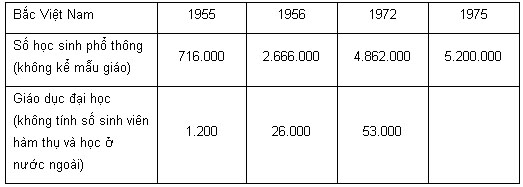 Bắc Việt Nam 1955 1956 1972 1975
Số học sinh phổ thông
(không kể mẫu giáo) 716.000 2.666.000 4.862.000 5.200.000
Giáo dục đại học
(không tính số sinh viên
hàm thụ và học ở
nước ngoài) 1.200 26.000 53.000